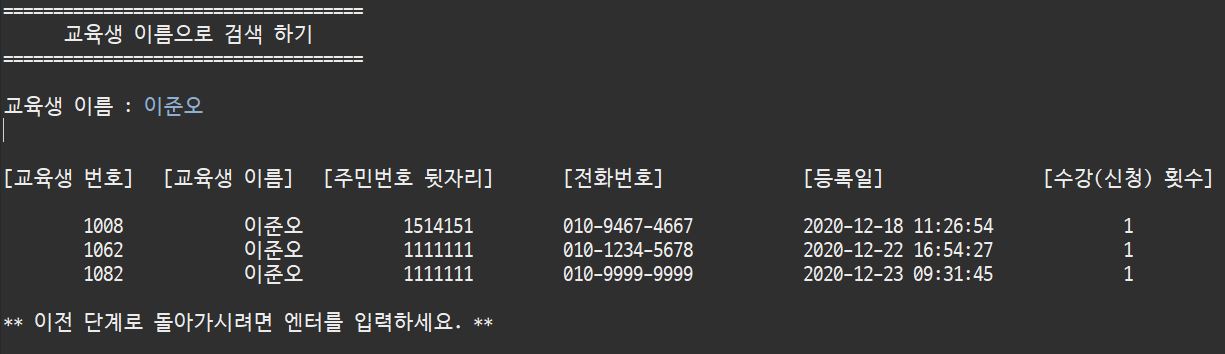 ====================================
교육생 이름으로 검색 하기
====================================
교육생 이름 : 이준오
[교육생 번호] [교육생 이름] [주민번호 뒷자리] [전화번호] [등록일] [수강(신청) 횟수]
1008 이준오 1514151 010-9467-4667 2020-12-18 11:26:54 1
1062 이준오 1111111 010-1234-5678 2020-12-22 16:54:27 1
1082 이준오 1111111 010-9999-9999 2020-12-23 09:31:45 1
** 이전 단계로 돌아가시려면 엔터를 입력하세요. **